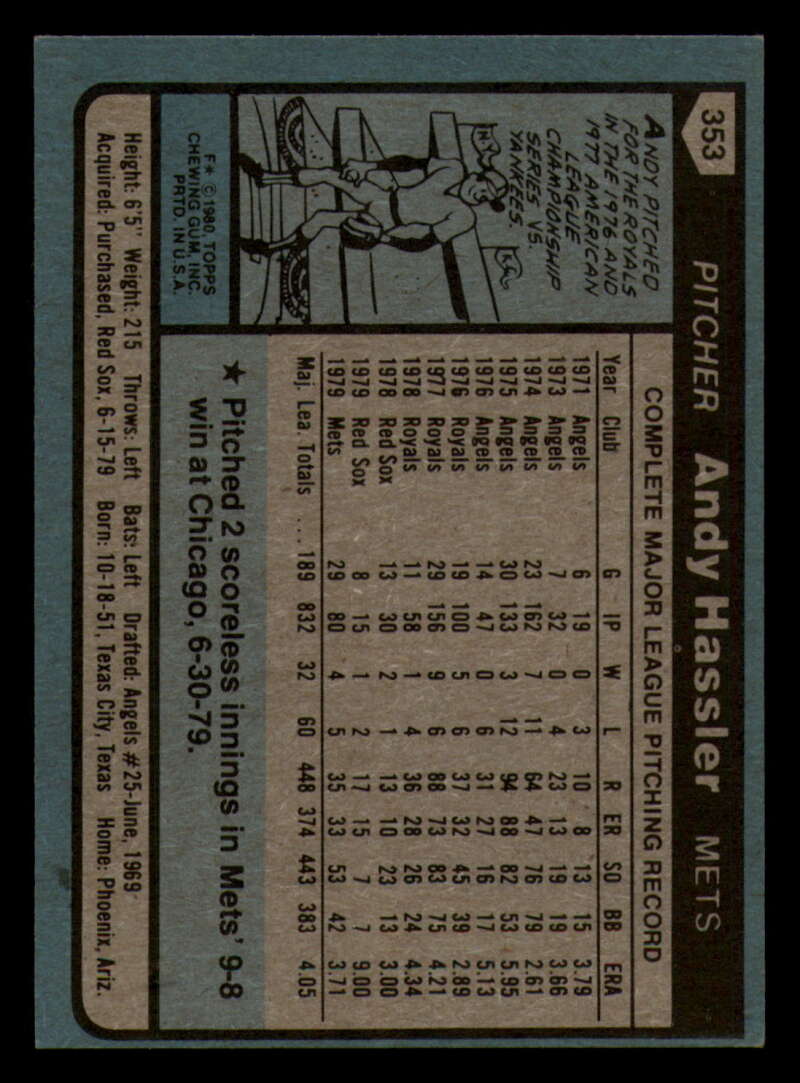 353
PITCHER Andy Hassler METS
ANDY PITCHED
FOR THE ROYALS
IN THE 1976 AND
1977 AMERICAN
LEAGUE
CHAMPIONSHIP
SERIES VS.
YANKEES.
F✶ © 1980, TOPPS
CHEWING GUM, INC.
PRTD. IN U.S.A.
COMPLETE MAJOR LEAGUE PITCHING RECORD
Year Club G IP W L R ER SO BB ERA
1971 Angels 6 19 0 3 10 8 13 15 3.79
1973 Angels 7 32 0 4 23 13 19 19 3.66
1974 Angels 23 162 7 11 64 47 76 79 2.61
1975 Angels 30 133 3 12 94 88 82 53 5.95
1976 Angels 14 47 0 6 31 27 16 17 5.13
1976 Royals 19 100 5 6 37 32 45 39 2.89
1977 Royals 29 156 9 6 88 73 83 75 4.21
1978 Royals 11 58 1 4 36 28 26 24 4.34
1978 Red Sox 13 30 2 1 13 10 23 13 3.00
1979 Red Sox 8 15 1 2 17 15 7 7 9.00
1979 Mets 29 80 4 5 35 33 53 42 3.71
Maj. Lea. Totals ... 189 832 32 60 448 374 443 383 4.05
★ Pitched 2 scoreless innings in Mets' 9-8
win at Chicago, 6-30-79.
Height: 6'5" Weight: 215 Throws: Left Bats: Left Drafted: Angels #25-June, 1969
Acquired: Purchased, Red Sox, 6-15-79 Born: 10-18-51, Texas City, Texas Home: Phoenix, Ariz.